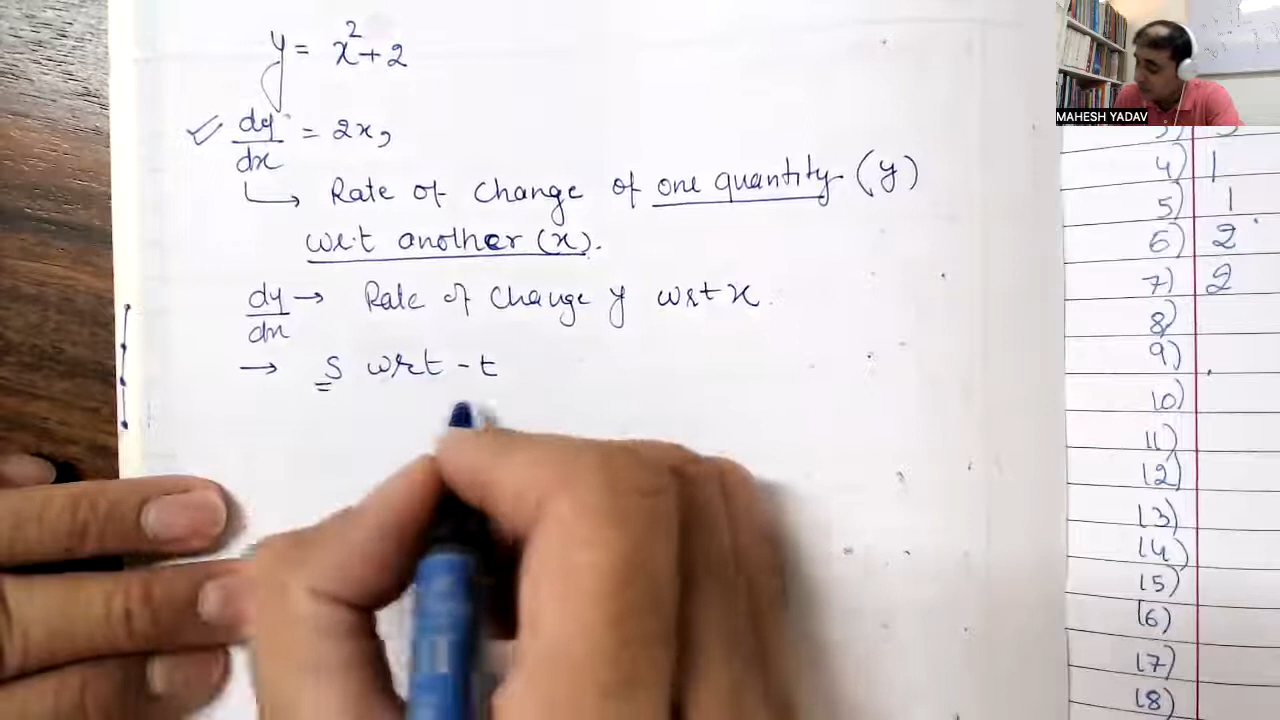 y = x² + 2
dy/dx = 2x,
↳ Rate of change of one quantity (y)
w.r.t another (x).
dy/dx → Rate of change y wrt x.
→ s wrt - t
MAHESH YADAV
4) 1
5) 1
6) 2
7) 2
8)
9)
10)
11)
12)
13)
14)
15)
16)
17)
18)